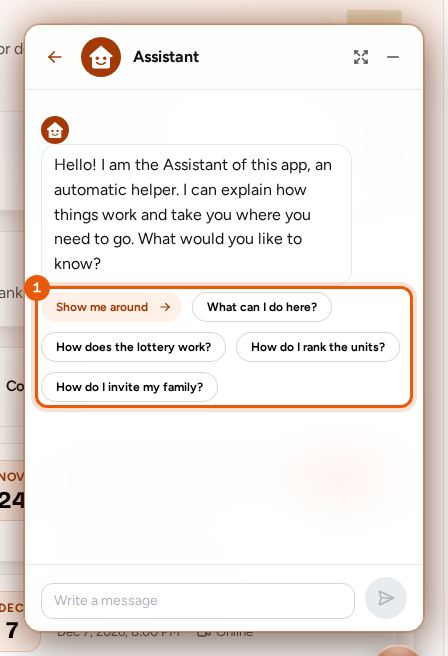 or d
Assistant
Hello! I am the Assistant of this app, an
automatic helper. I can explain how
things work and take you where you
need to go. What would you like to
know?
ank
1
Show me around → What can I do here?
How does the lottery work? How do I rank the units?
Co
How do I invite my family?
NOV
24
DEC
7
Write a message
Dec 7, 2026, 8:00 PM Online